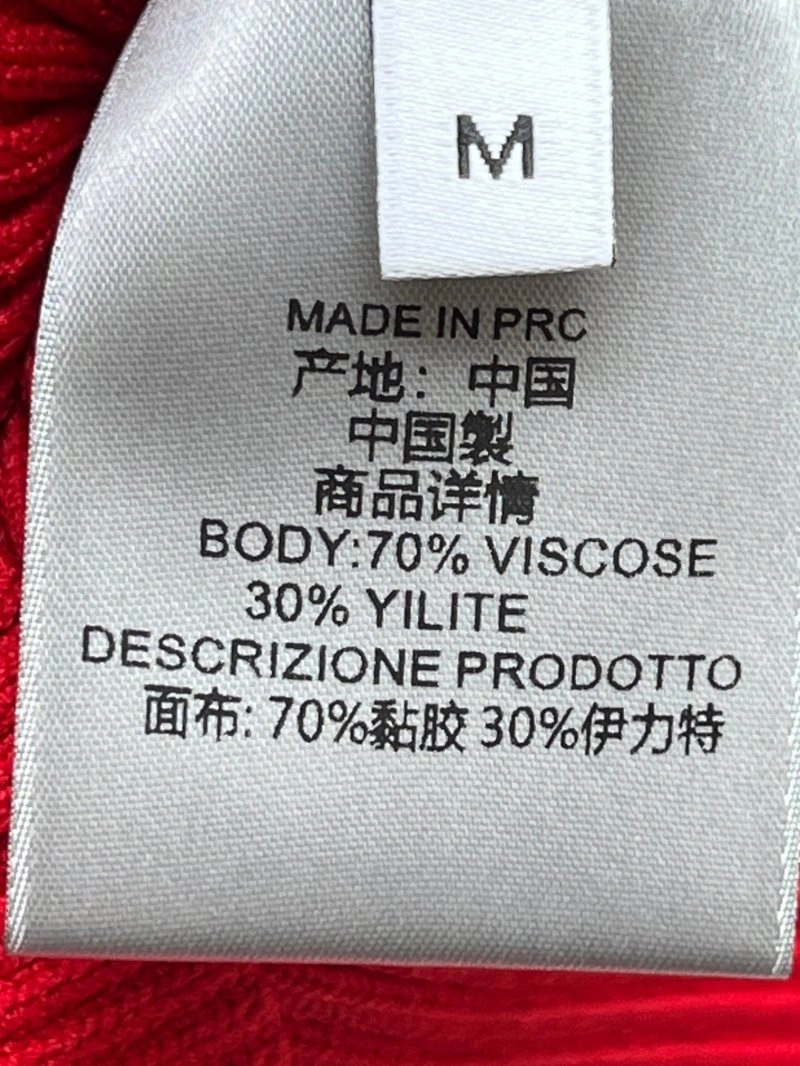 M
MADE IN PRC
产地：中国
中国製
商品详情
BODY:70% VISCOSE
30% YILITE
DESCRIZIONE PRODOTTO
面布: 70%黏胶 30%伊力特